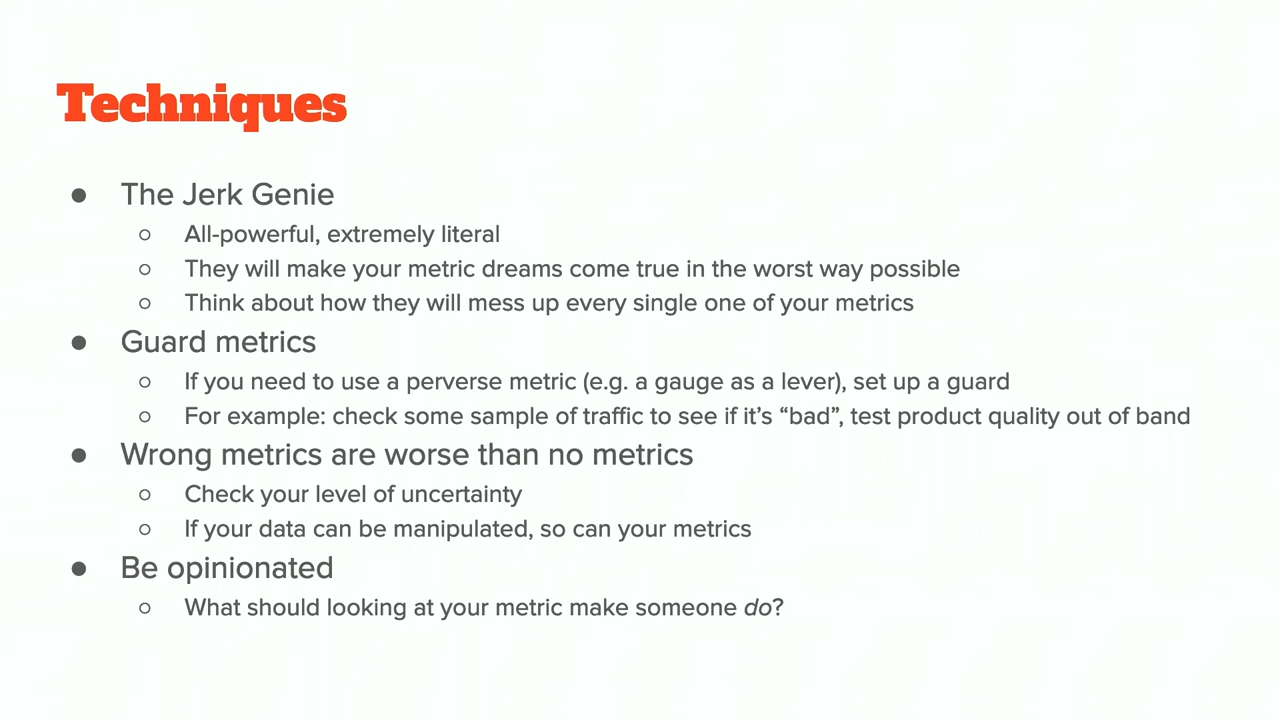 Techniques
● The Jerk Genie
○ All-powerful, extremely literal
○ They will make your metric dreams come true in the worst way possible
○ Think about how they will mess up every single one of your metrics
● Guard metrics
○ If you need to use a perverse metric (e.g. a gauge as a lever), set up a guard
○ For example: check some sample of traffic to see if it’s “bad”, test product quality out of band
● Wrong metrics are worse than no metrics
○ Check your level of uncertainty
○ If your data can be manipulated, so can your metrics
● Be opinionated
○ What should looking at your metric make someone do?